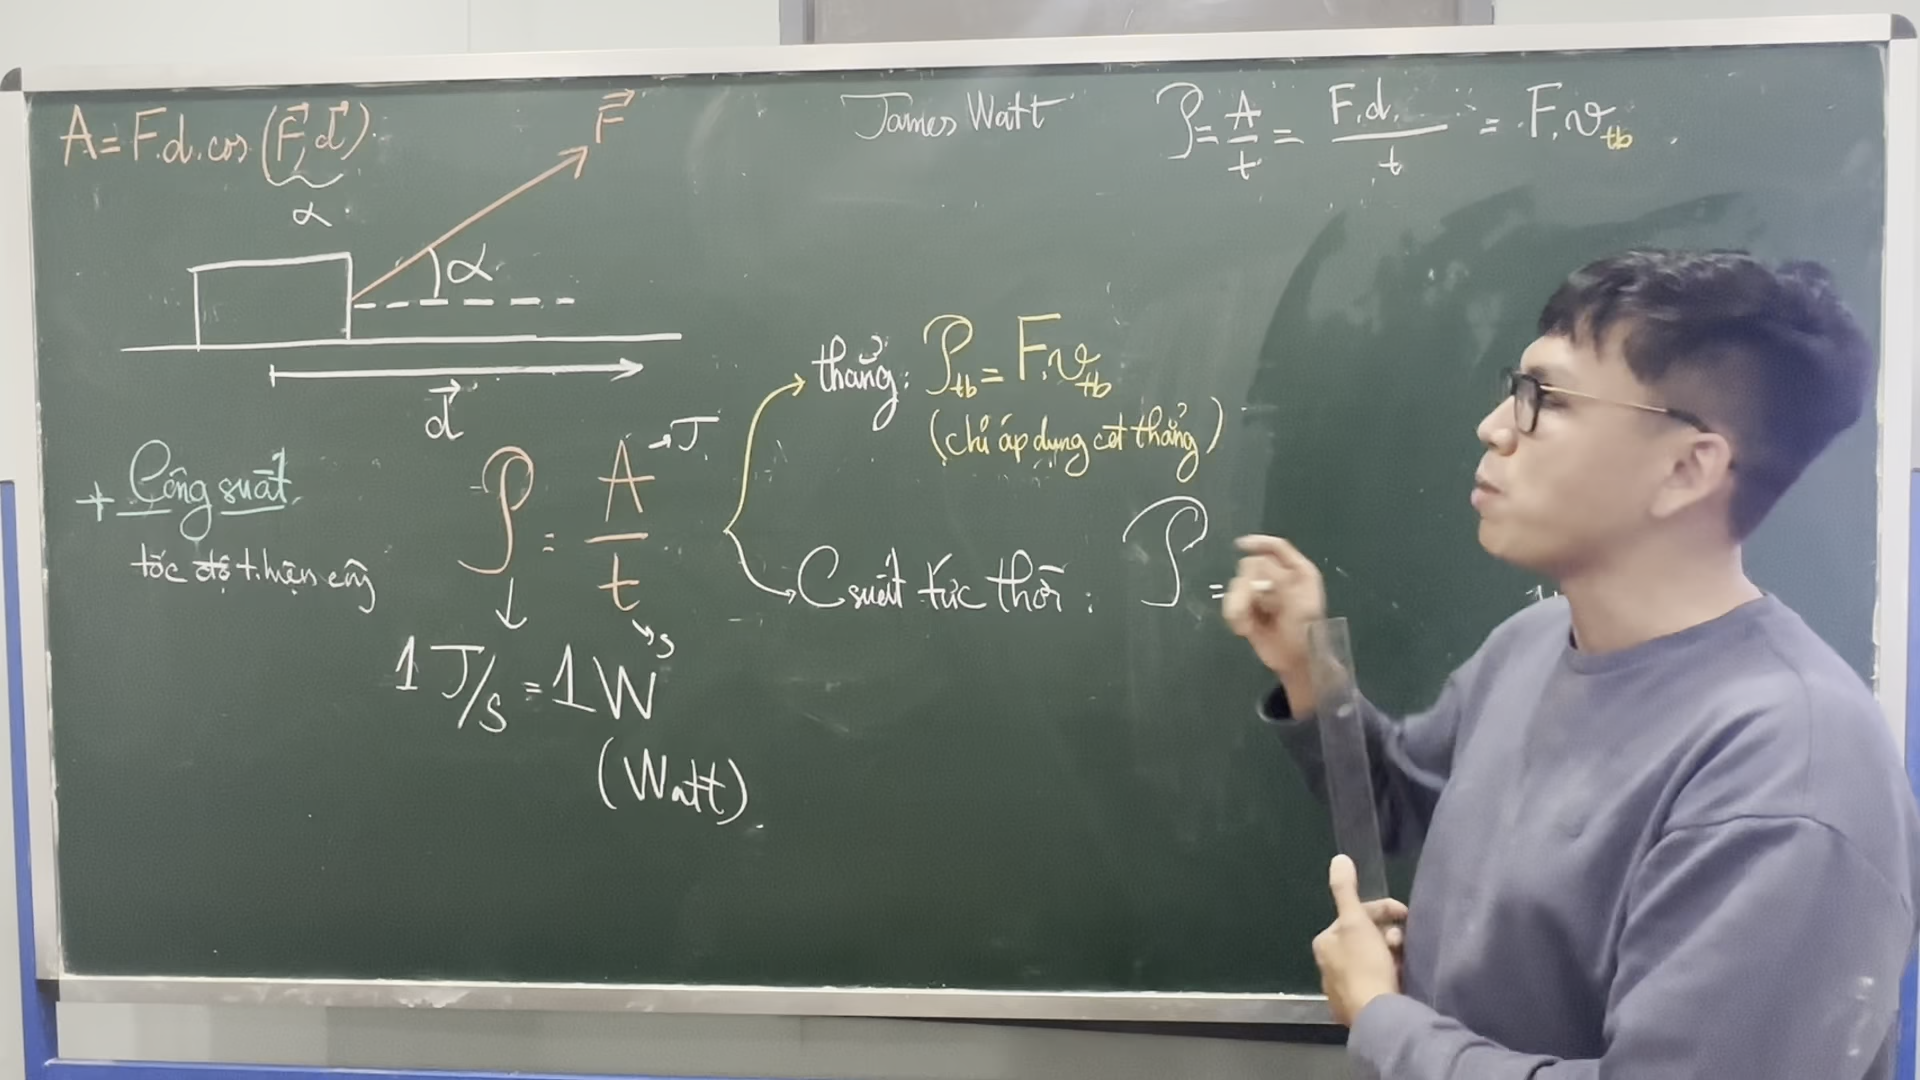 A = F.d.cos (F⃗, d⃗)
α
F⃗
α
d⃗
James Watt
𝒫 = A/t = F.d./t = F.v_tb
+ Công suất
tốc độ t.hiện công
𝒫 = A/t
→ J
→ s
1 J/s = 1 W
(Watt)
thẳng: 𝒫_tb = F.v_tb
(chỉ áp dụng cđ thẳng)
C suất tức thời: 𝒫 =